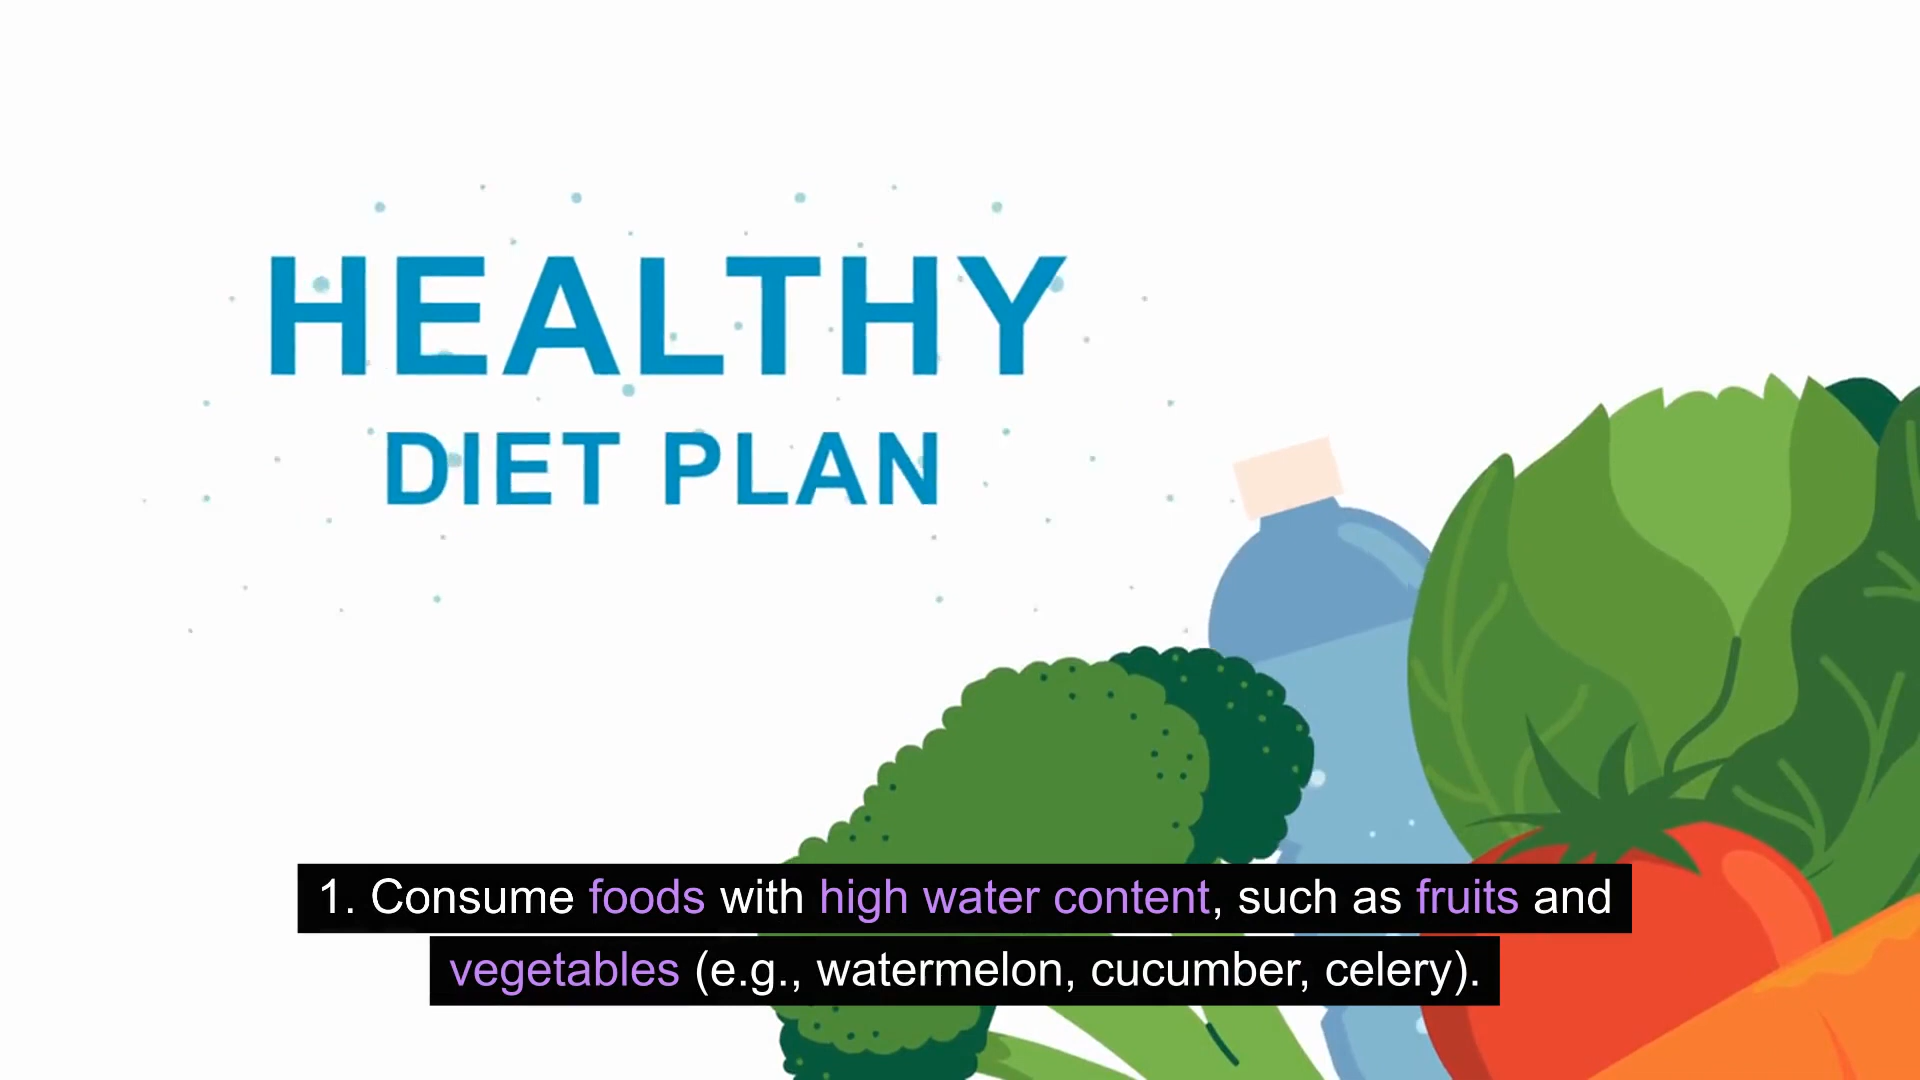 HEALTHY
DIET PLAN
1. Consume foods with high water content, such as fruits and
vegetables (e.g., watermelon, cucumber, celery).